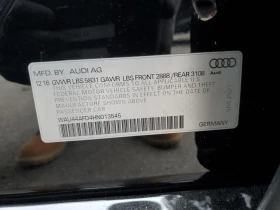 MFD. BY AUDI AG
12 16 GVWR LBS 5831 GAWR LBS FRONT 2888 /REAR 3108
THIS VEHICLE CONFORMS TO ALL APPLICABLE
FEDERAL MOTOR VEHICLE SAFETY, BUMPER, AND
THEFT PREVENTION STANDARDS IN EFFECT
ON THE DATE OF MANUFACTURE SHOWN ABOVE
PASSENGER CAR
Audi
WAU44AFD4HN013545
GERMANY